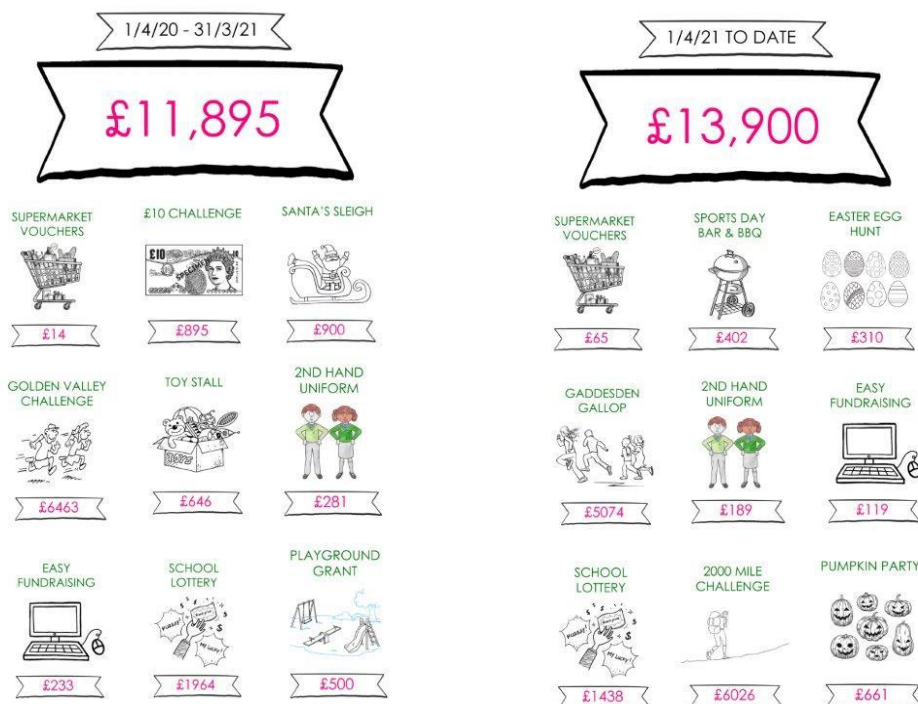 1/4/20 - 31/3/21
£11,895
SUPERMARKET
VOUCHERS
£14
£10 CHALLENGE
£10
SPECIMEN
£895
SANTA'S SLEIGH
£900
GOLDEN VALLEY
CHALLENGE
£6463
TOY STALL
TOYS
£646
2ND HAND
UNIFORM
£281
EASY
FUNDRAISING
£233
SCHOOL
LOTTERY
£1964
PLAYGROUND
GRANT
£500
1/4/21 TO DATE
£13,900
SUPERMARKET
VOUCHERS
£65
SPORTS DAY
BAR & BBQ
£402
EASTER EGG
HUNT
£310
GADDESDEN
GALLOP
£5074
2ND HAND
UNIFORM
£189
EASY
FUNDRAISING
£119
SCHOOL
LOTTERY
£1438
2000 MILE
CHALLENGE
£6026
PUMPKIN PARTY
£661